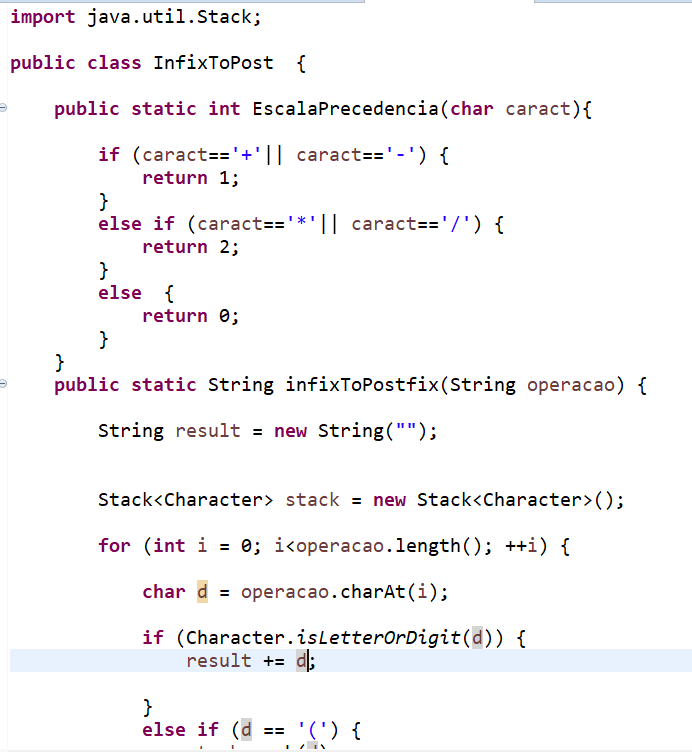 import java.util.Stack;
public class InfixToPost  {
public static int EscalaPrecedencia(char caract){
if (caract=='+'|| caract=='-') {
return 1;
}
else if (caract=='*'|| caract=='/') {
return 2;
}
else  {
return 0;
}
}
public static String infixToPostfix(String operacao) {
String result = new String("");
Stack<Character> stack = new Stack<Character>();
for (int i = 0; i<operacao.length(); ++i) {
char d = operacao.charAt(i);
if (Character.isLetterOrDigit(d)) {
result += d;
}
else if (d == '(') {